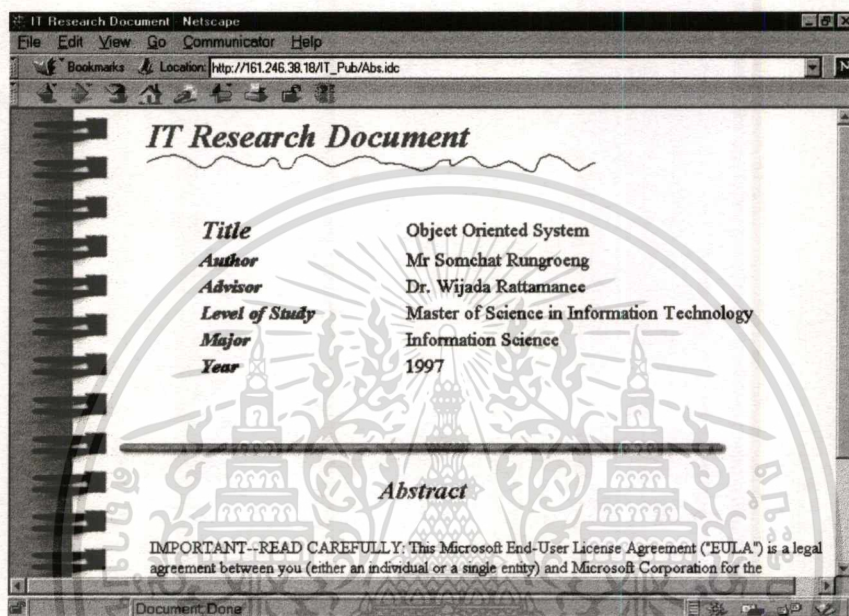 IT Research Document - Netscape
File Edit View Go Communicator Help
Bookmarks Location: http://161.246.38.18/IT_Pub/Abs.idc
N
IT Research Document
Title Object Oriented System
Author Mr Somchat Rungroeng
Advisor Dr. Wijada Rattamanee
Level of Study Master of Science in Information Technology
Major Information Science
Year 1997
Abstract
IMPORTANT--READ CAREFULLY: This Microsoft End-User License Agreement ("EULA") is a legal
agreement between you (either an individual or a single entity) and Microsoft Corporation for the
Document: Done